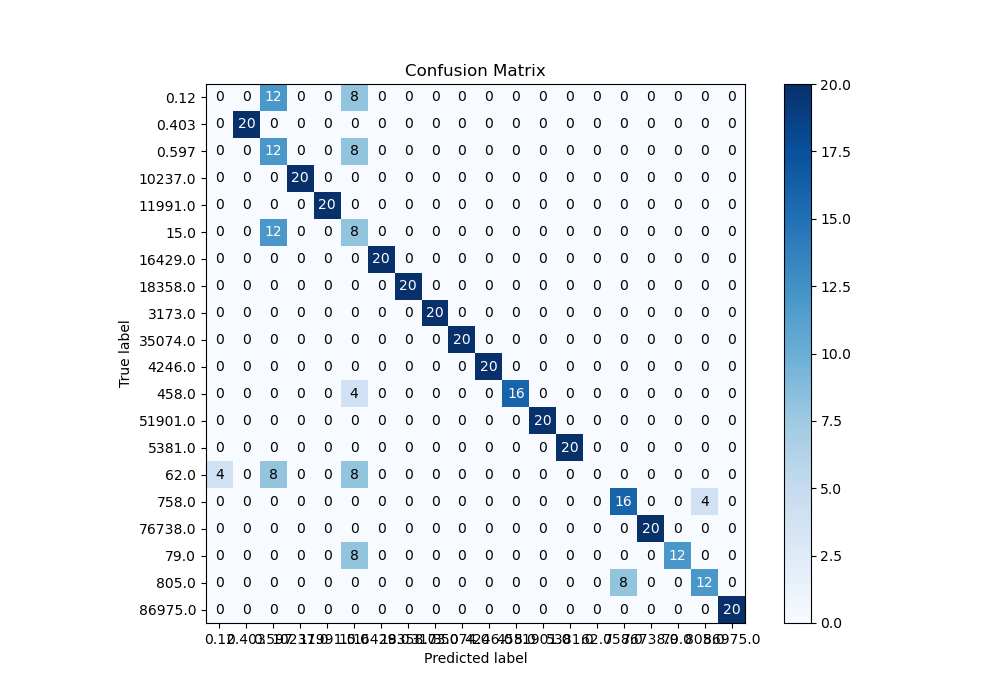 Confusion Matrix
0.12 0 0 12 0 0 8 0 0 0 0 0 0 0 0 0 0 0 0 0 0
0.403 0 20 0 0 0 0 0 0 0 0 0 0 0 0 0 0 0 0 0 0
0.597 0 0 12 0 0 8 0 0 0 0 0 0 0 0 0 0 0 0 0 0
10237.0 0 0 0 20 0 0 0 0 0 0 0 0 0 0 0 0 0 0 0 0
11991.0 0 0 0 0 20 0 0 0 0 0 0 0 0 0 0 0 0 0 0 0
15.0 0 0 12 0 0 8 0 0 0 0 0 0 0 0 0 0 0 0 0 0
16429.0 0 0 0 0 0 0 20 0 0 0 0 0 0 0 0 0 0 0 0 0
18358.0 0 0 0 0 0 0 0 20 0 0 0 0 0 0 0 0 0 0 0 0
3173.0 0 0 0 0 0 0 0 0 20 0 0 0 0 0 0 0 0 0 0 0
35074.0 0 0 0 0 0 0 0 0 0 20 0 0 0 0 0 0 0 0 0 0
4246.0 0 0 0 0 0 0 0 0 0 0 20 0 0 0 0 0 0 0 0 0
458.0 0 0 0 0 0 4 0 0 0 0 0 16 0 0 0 0 0 0 0 0
51901.0 0 0 0 0 0 0 0 0 0 0 0 0 20 0 0 0 0 0 0 0
5381.0 0 0 0 0 0 0 0 0 0 0 0 0 0 20 0 0 0 0 0 0
62.0 4 0 8 0 0 8 0 0 0 0 0 0 0 0 0 0 0 0 0 0
758.0 0 0 0 0 0 0 0 0 0 0 0 0 0 0 0 16 0 0 4 0
76738.0 0 0 0 0 0 0 0 0 0 0 0 0 0 0 0 0 20 0 0 0
79.0 0 0 0 0 0 8 0 0 0 0 0 0 0 0 0 0 0 12 0 0
805.0 0 0 0 0 0 0 0 0 0 0 0 0 0 0 0 8 0 0 12 0
86975.0 0 0 0 0 0 0 0 0 0 0 0 0 0 0 0 0 0 0 0 20
True label
Predicted label
20.0
17.5
15.0
12.5
10.0
7.5
5.0
2.5
0.0